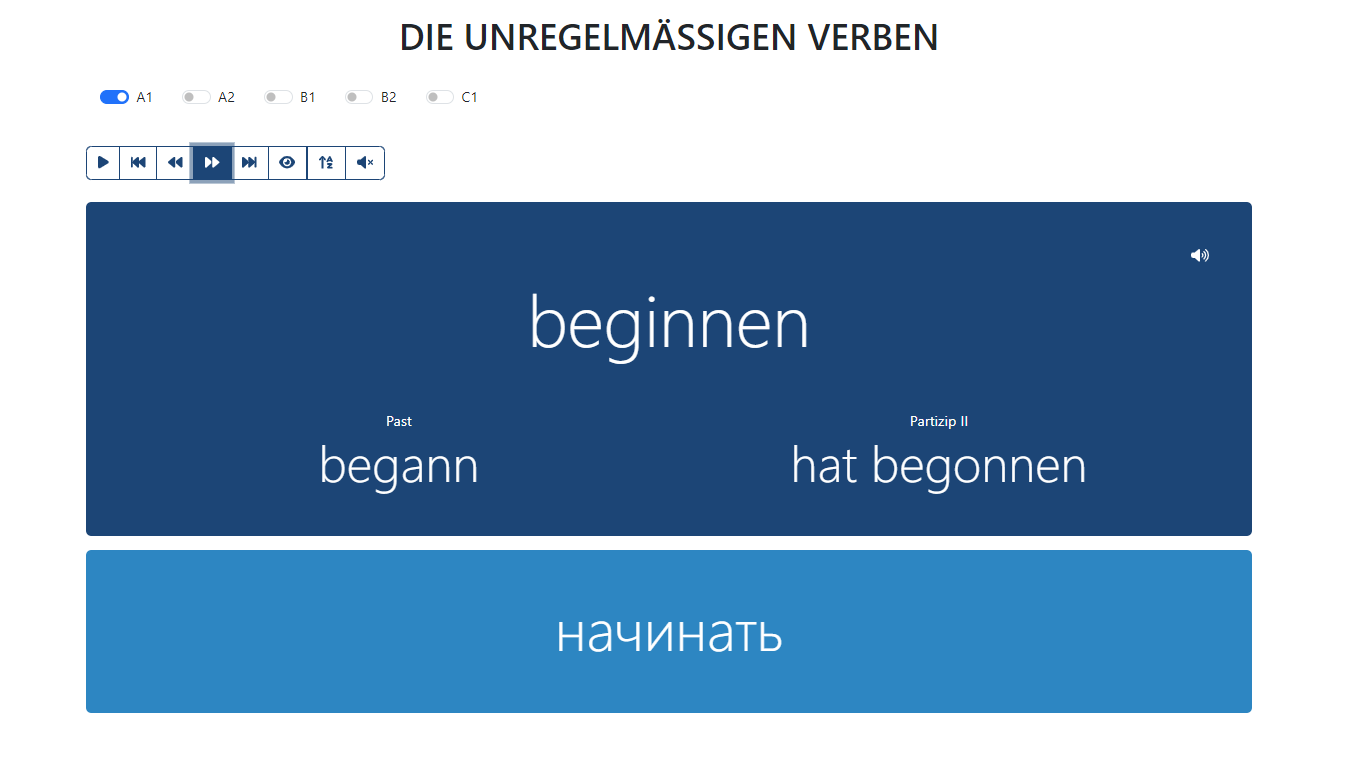 DIE UNREGELMÄSSIGEN VERBEN
A1 A2 B1 B2 C1
beginnen
Past Partizip II
begann hat begonnen
начинать